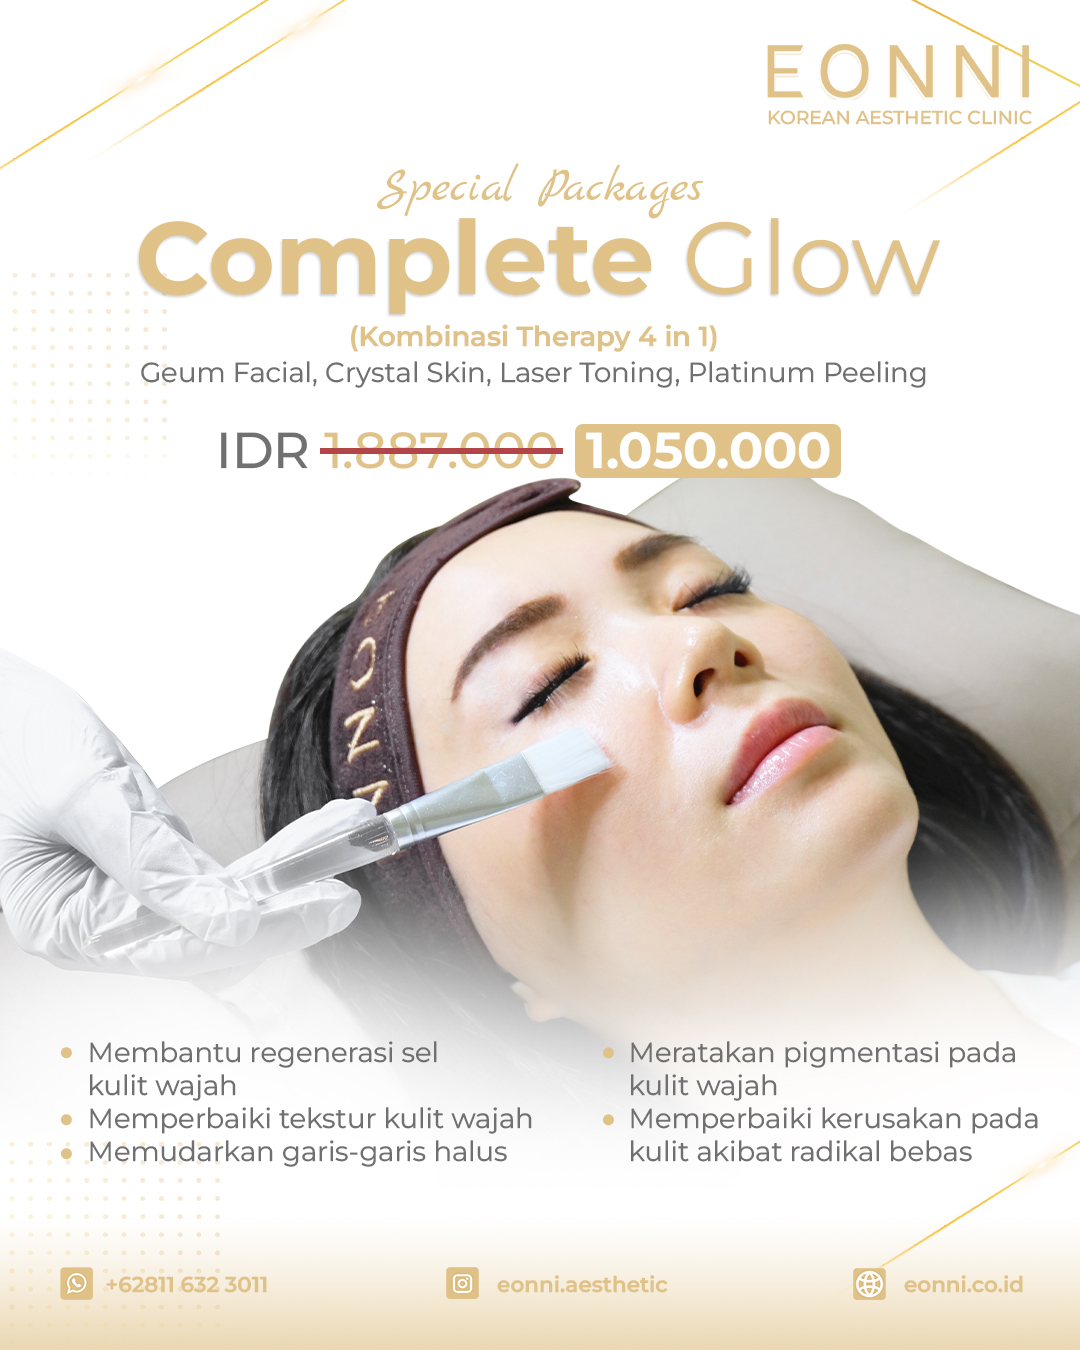 EONNI
KOREAN AESTHETIC CLINIC
Special Packages
Complete Glow
(Kombinasi Therapy 4 in 1)
Geum Facial, Crystal Skin, Laser Toning, Platinum Peeling
IDR 1.887.000 1.050.000
Membantu regenerasi sel
kulit wajah
Memperbaiki tekstur kulit wajah
Memudarkan garis-garis halus
Meratakan pigmentasi pada
kulit wajah
Memperbaiki kerusakan pada
kulit akibat radikal bebas
+62811 632 3011
eonni.aesthetic
eonni.co.id